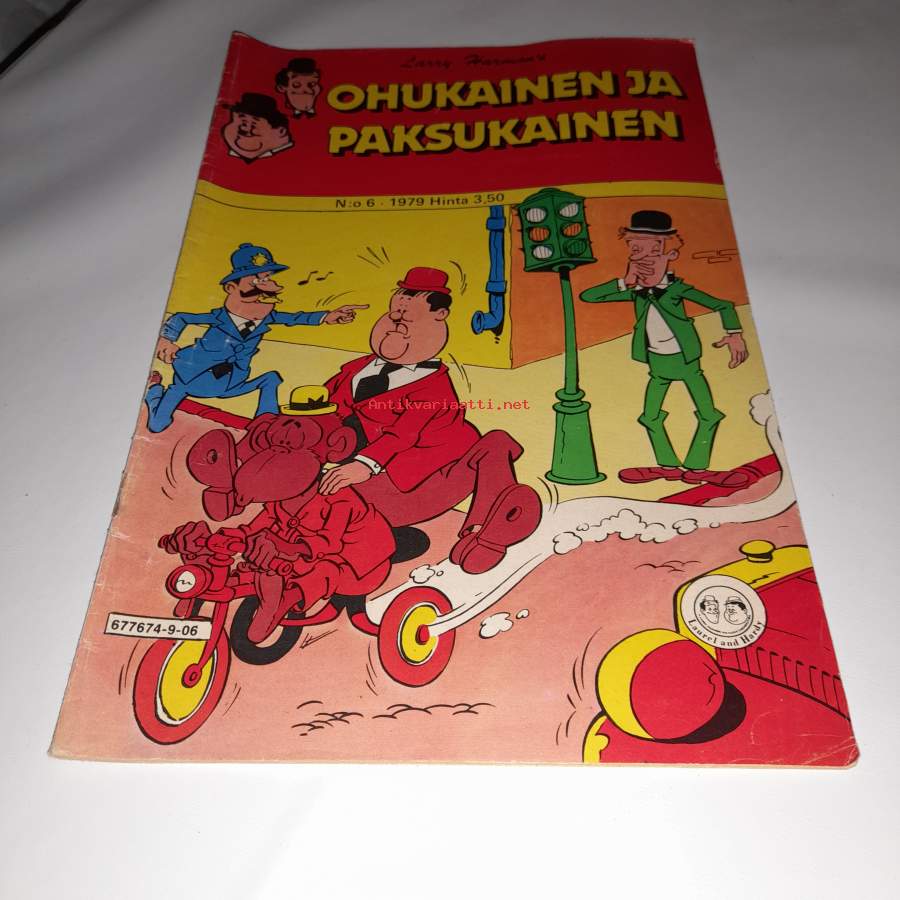 Larry Harmon's
OHUKAINEN JA
PAKSUKAINEN
N:o 6 - 1979 Hinta 3,50
Antikvariaatti.net
677674-9-06
Laurel and Hardy